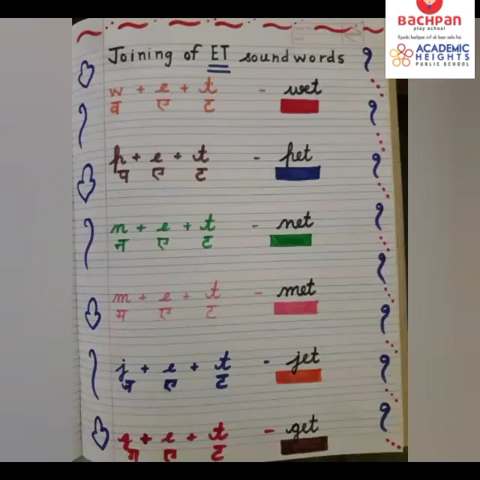 BACHPAN
play school
ACADEMIC
HEIGHTS
PUBLIC SCHOOL
Joining of ET sound words
w + e + t - wet
व ए ट
p + e + t - pet
प ए ट
n + e + t - net
न ए ट
m + e + t - met
म ए ट
j + e + t - jet
ज ए ट
g + e + t - get
ग ए ट